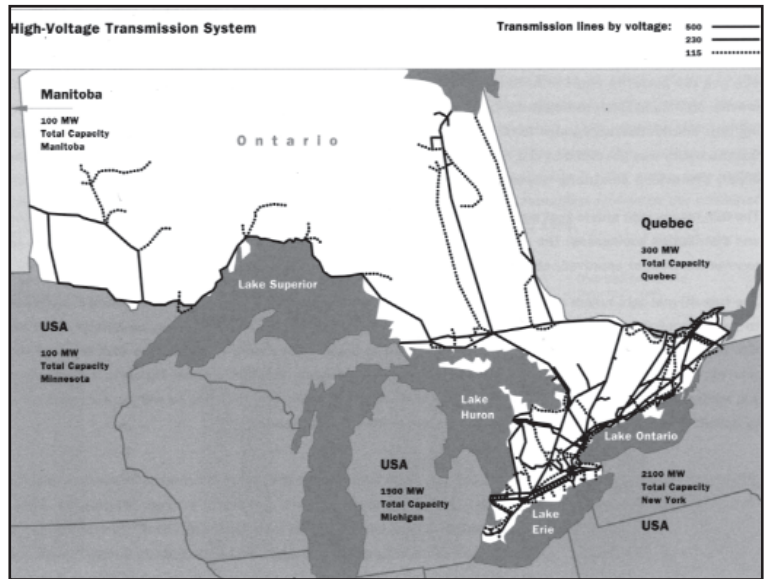 High-Voltage Transmission System
Transmission lines by voltage: 500
230
115
Manitoba
100 MW
Total Capacity
Manitoba
Ontario
Quebec
300 MW
Total Capacity
Quebec
Lake Superior
USA
100 MW
Total Capacity
Minnesota
Lake
Huron
Lake Ontario
USA
1900 MW
Total Capacity
Michigan
2100 MW
Total Capacity
New York
Lake
Erie
USA